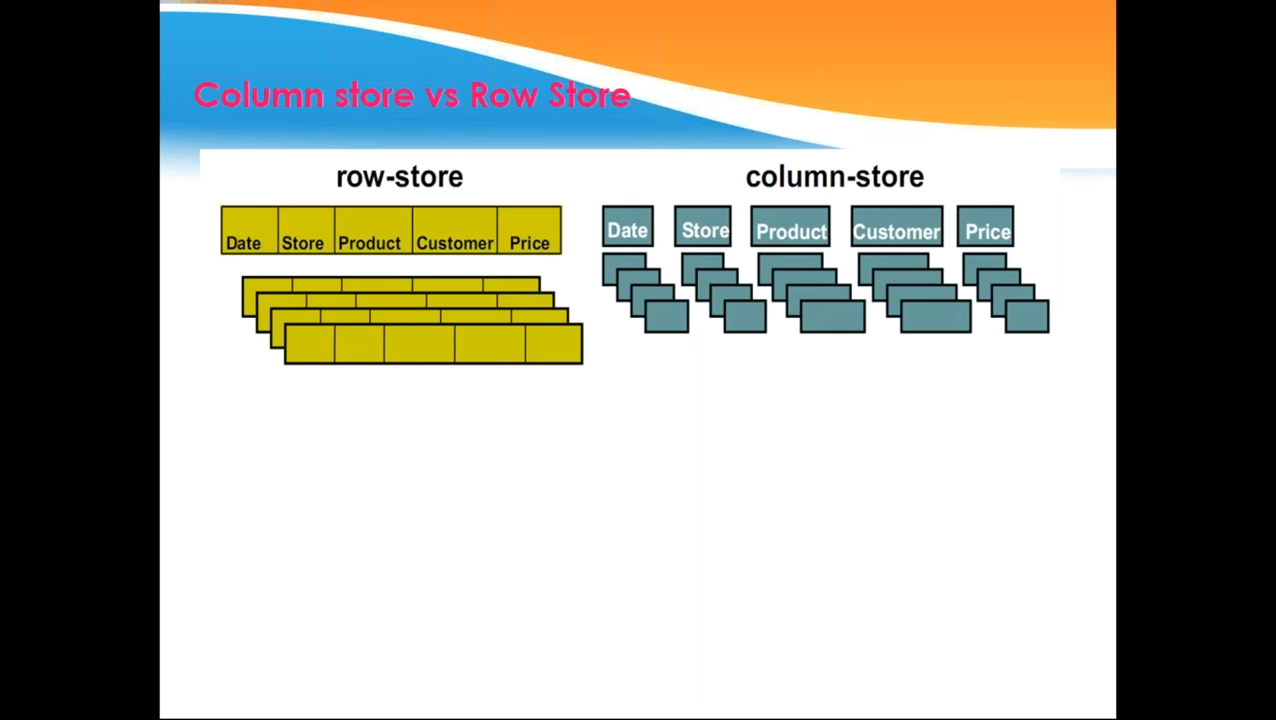 Column store vs Row Store
row-store
Date Store Product Customer Price
column-store
Date Store Product Customer Price